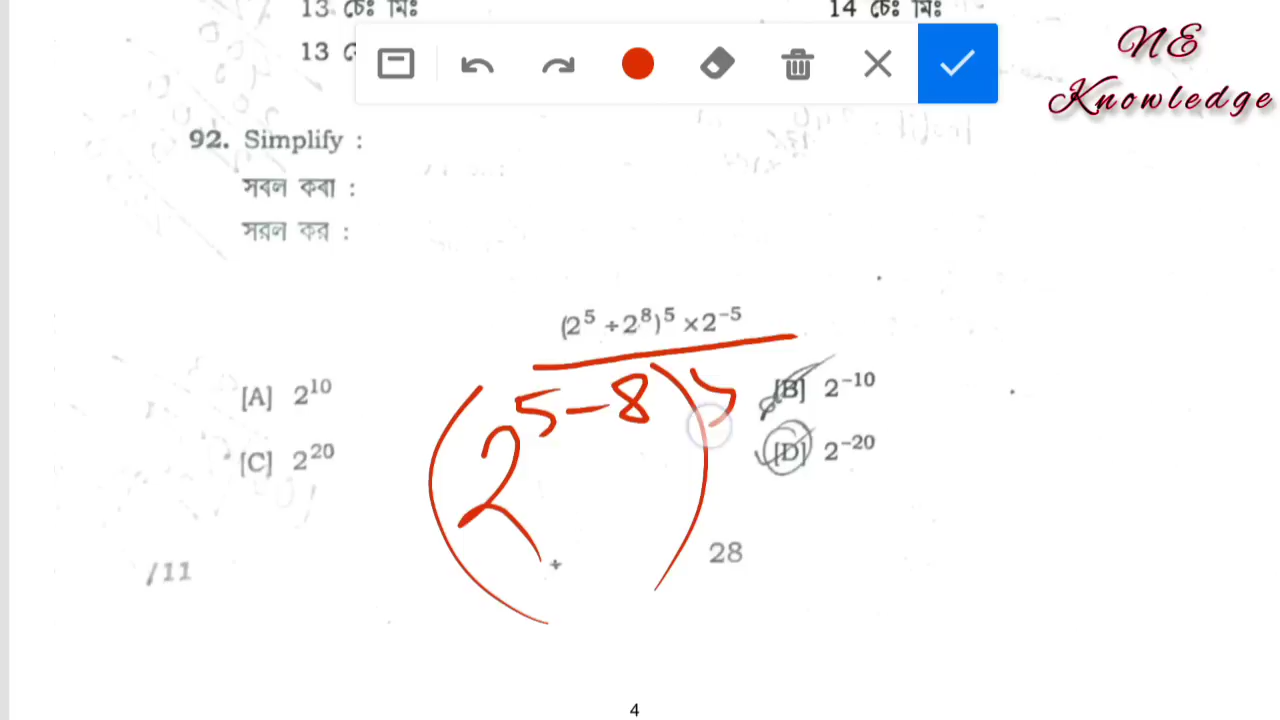 13 চেঃ মিঃ
14 চেঃ মিঃ
13
NE
Knowledge
92. Simplify :
সৰল কৰা :
সরল কর :
(2⁵ ÷2⁸)⁵ ×2⁻⁵
(2⁵⁻⁸)
[A] 2¹⁰
[B] 2⁻¹⁰
[C] 2²⁰
[D] 2⁻²⁰
/11
28
4